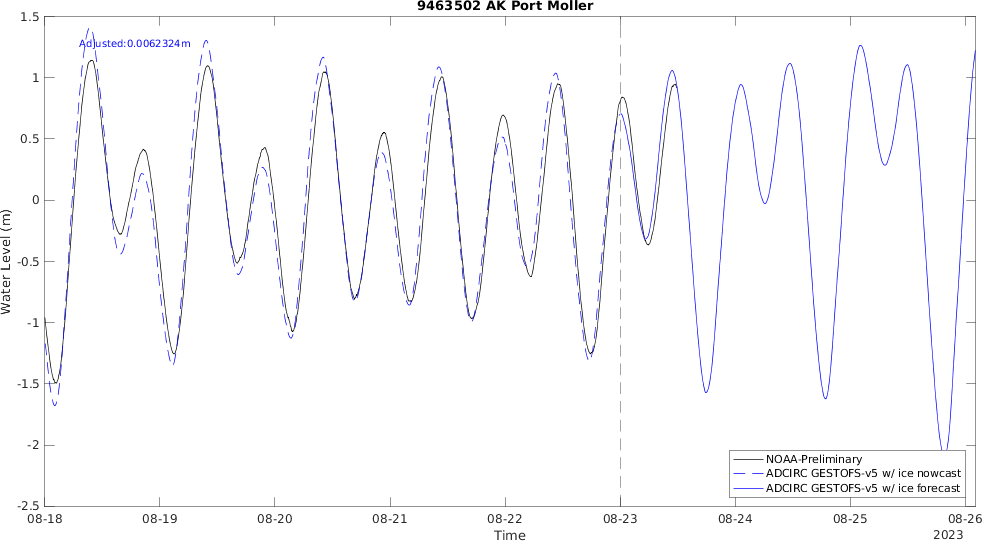 9463502 AK Port Moller
Adjusted:0.0062324m
1.5
1
0.5
0
-0.5
-1
-1.5
-2
-2.5
Water Level (m)
NOAA-Preliminary
ADCIRC GESTOFS-v5 w/ ice nowcast
ADCIRC GESTOFS-v5 w/ ice forecast
08-18 08-19 08-20 08-21 08-22 08-23 08-24 08-25 08-26
Time
2023